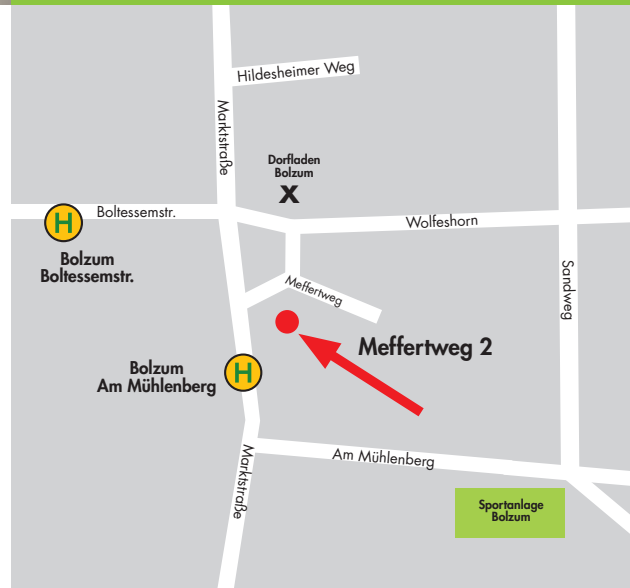 Hildesheimer Weg
Marktstraße
Dorfladen
Bolzum
X
Boltessemstr.
H
Wolfeshorn
Bolzum
Boltessemstr.
Sandweg
Meffertweg
Meffertweg 2
Bolzum
Am Mühlenberg
H
Marktstraße
Am Mühlenberg
Sportanlage
Bolzum